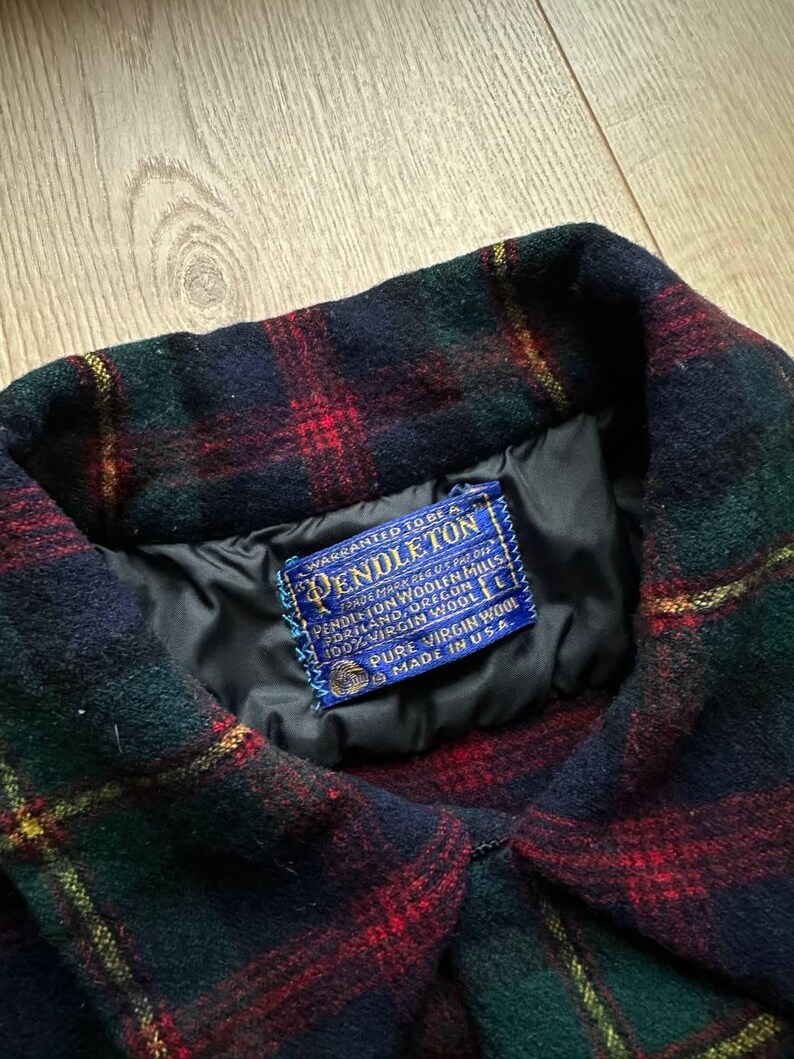 WARRANTED TO BE A
"PENDLETON"
TRADE MARK REG. U.S. PAT. OFF.
PENDLETON WOOLEN MILLS
PORTLAND, OREGON
L
100% VIRGIN WOOL
PURE VIRGIN WOOL
MADE IN U.S.A.